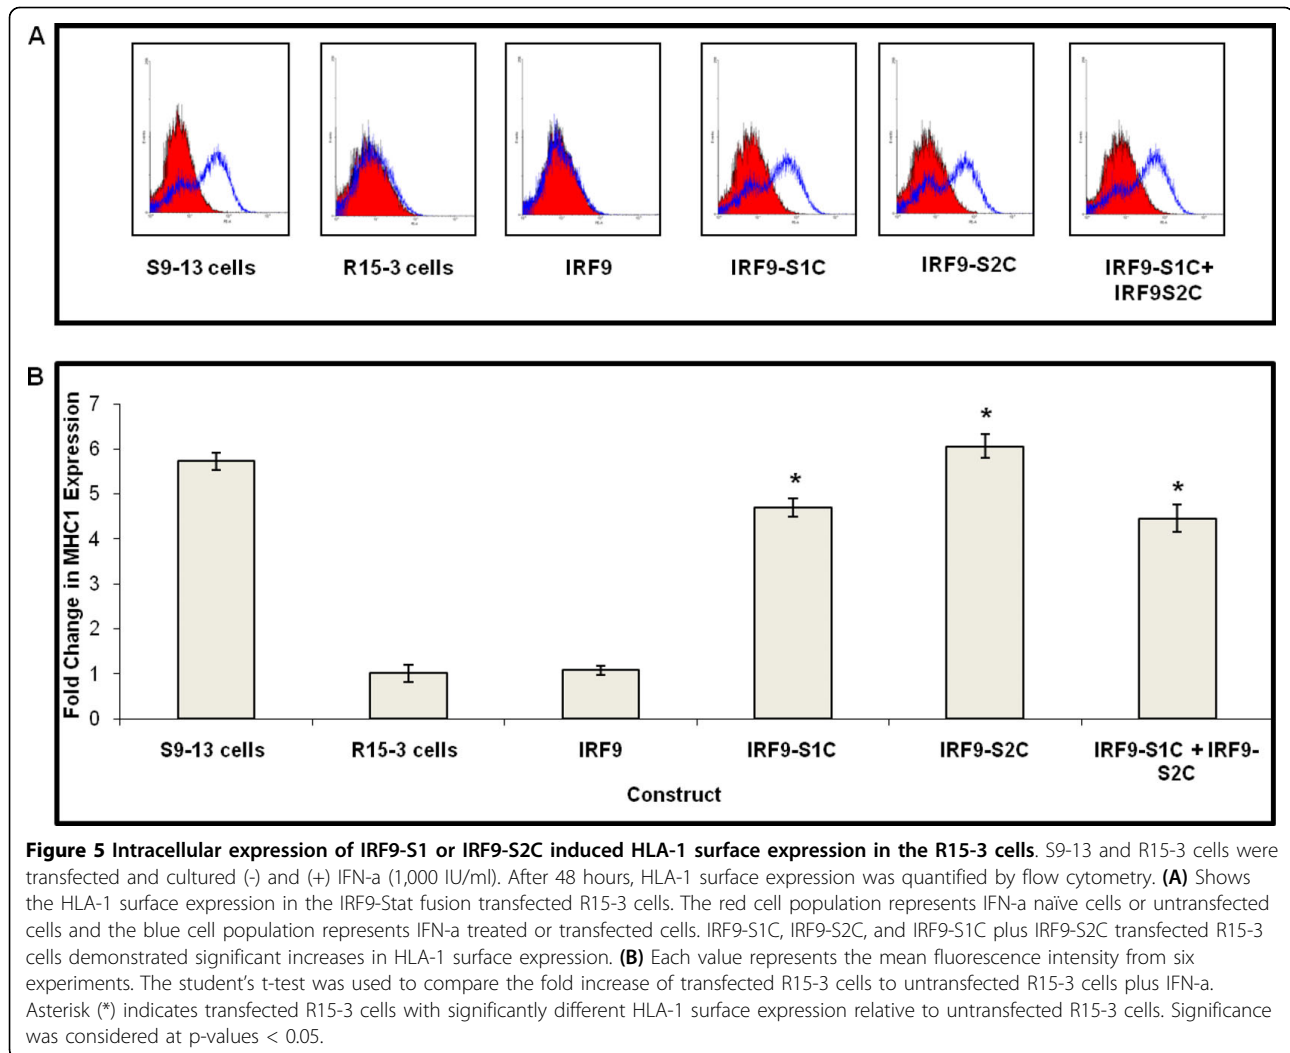 A
S9-13 cells
R15-3 cells
IRF9
IRF9-S1C
IRF9-S2C
IRF9-S1C+
IRF9S2C
B
Fold Change in MHC1 Expression
7
6
5
4
3
2
1
0
*
*
*
S9-13 cells
R15-3 cells
IRF9
IRF9-S1C
IRF9-S2C
IRF9-S1C + IRF9-
S2C
Construct
Figure 5 Intracellular expression of IRF9-S1 or IRF9-S2C induced HLA-1 surface expression in the R15-3 cells. S9-13 and R15-3 cells were
transfected and cultured (-) and (+) IFN-a (1,000 IU/ml). After 48 hours, HLA-1 surface expression was quantified by flow cytometry. (A) Shows
the HLA-1 surface expression in the IRF9-Stat fusion transfected R15-3 cells. The red cell population represents IFN-a naïve cells or untransfected
cells and the blue cell population represents IFN-a treated or transfected cells. IRF9-S1C, IRF9-S2C, and IRF9-S1C plus IRF9-S2C transfected R15-3
cells demonstrated significant increases in HLA-1 surface expression. (B) Each value represents the mean fluorescence intensity from six
experiments. The student's t-test was used to compare the fold increase of transfected R15-3 cells to untransfected R15-3 cells plus IFN-a.
Asterisk (*) indicates transfected R15-3 cells with significantly different HLA-1 surface expression relative to untransfected R15-3 cells. Significance
was considered at p-values < 0.05.